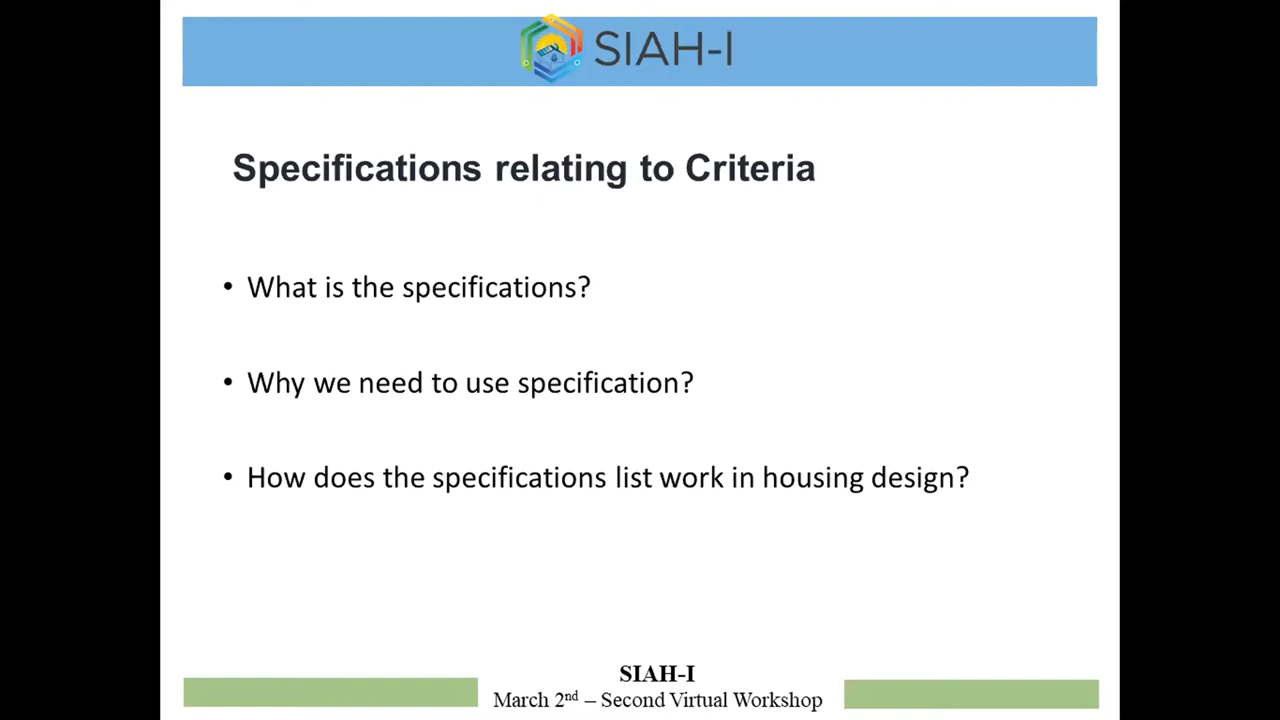 SIAH-I
Specifications relating to Criteria
• What is the specifications?
• Why we need to use specification?
• How does the specifications list work in housing design?
SIAH-I
March 2nd – Second Virtual Workshop